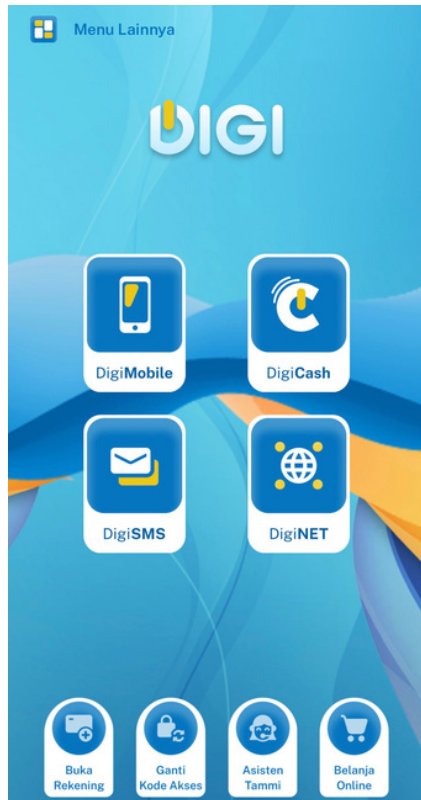 Menu Lainnya
DIGI
DigiMobile
DigiCash
DigiSMS
DigiNET
Buka
Rekening
Ganti
Kode Akses
Asisten
Tammi
Belanja
Online